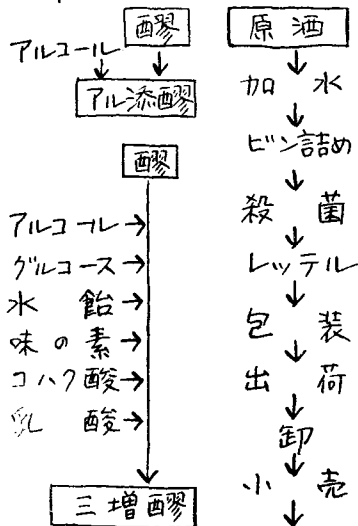 醪
アルコール
アル添醪
醪
アルコール
グルコース
水飴
味の素
コハク酸
乳酸
三増醪
原酒
加水
ビン詰め
殺菌
レッテル
包装
出荷
卸
小売